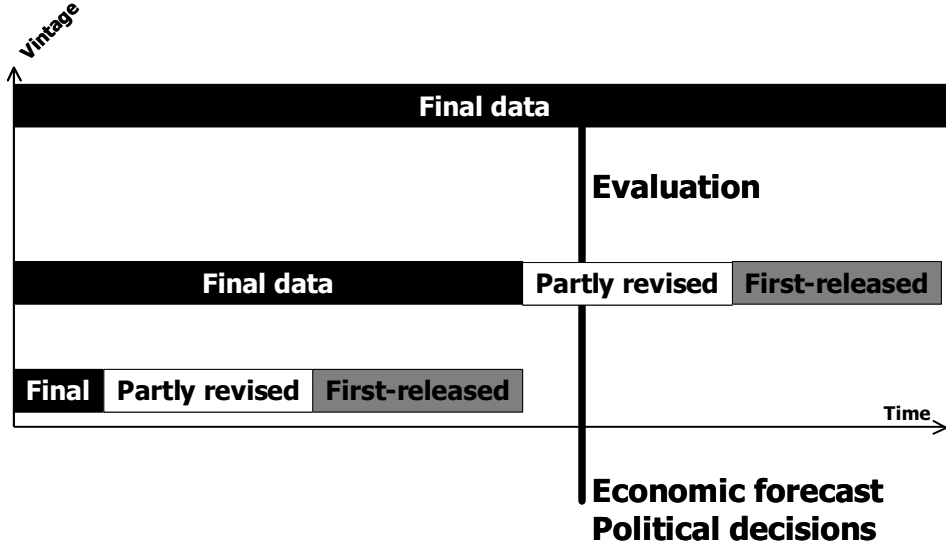 Vintage
Final data
Evaluation
Final data Partly revised First-released
Final Partly revised First-released
Time
Economic forecast
Political decisions